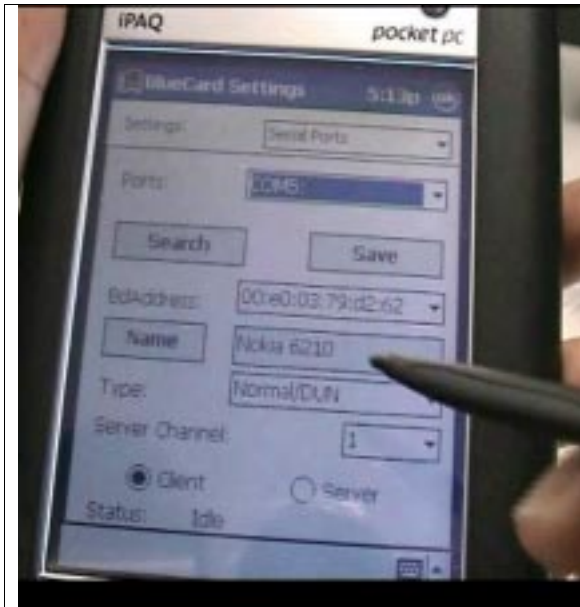 iPAQ pocket pc
BlueCard Settings 5:13p
Settings: Serial Ports
Ports: COM5:
Search Save
BdAddress: 00:e0:03:79:d2:62
Name Nokia 6210
Type: Normal/DUN
Server Channel: 1
Client Server
Status: Idle